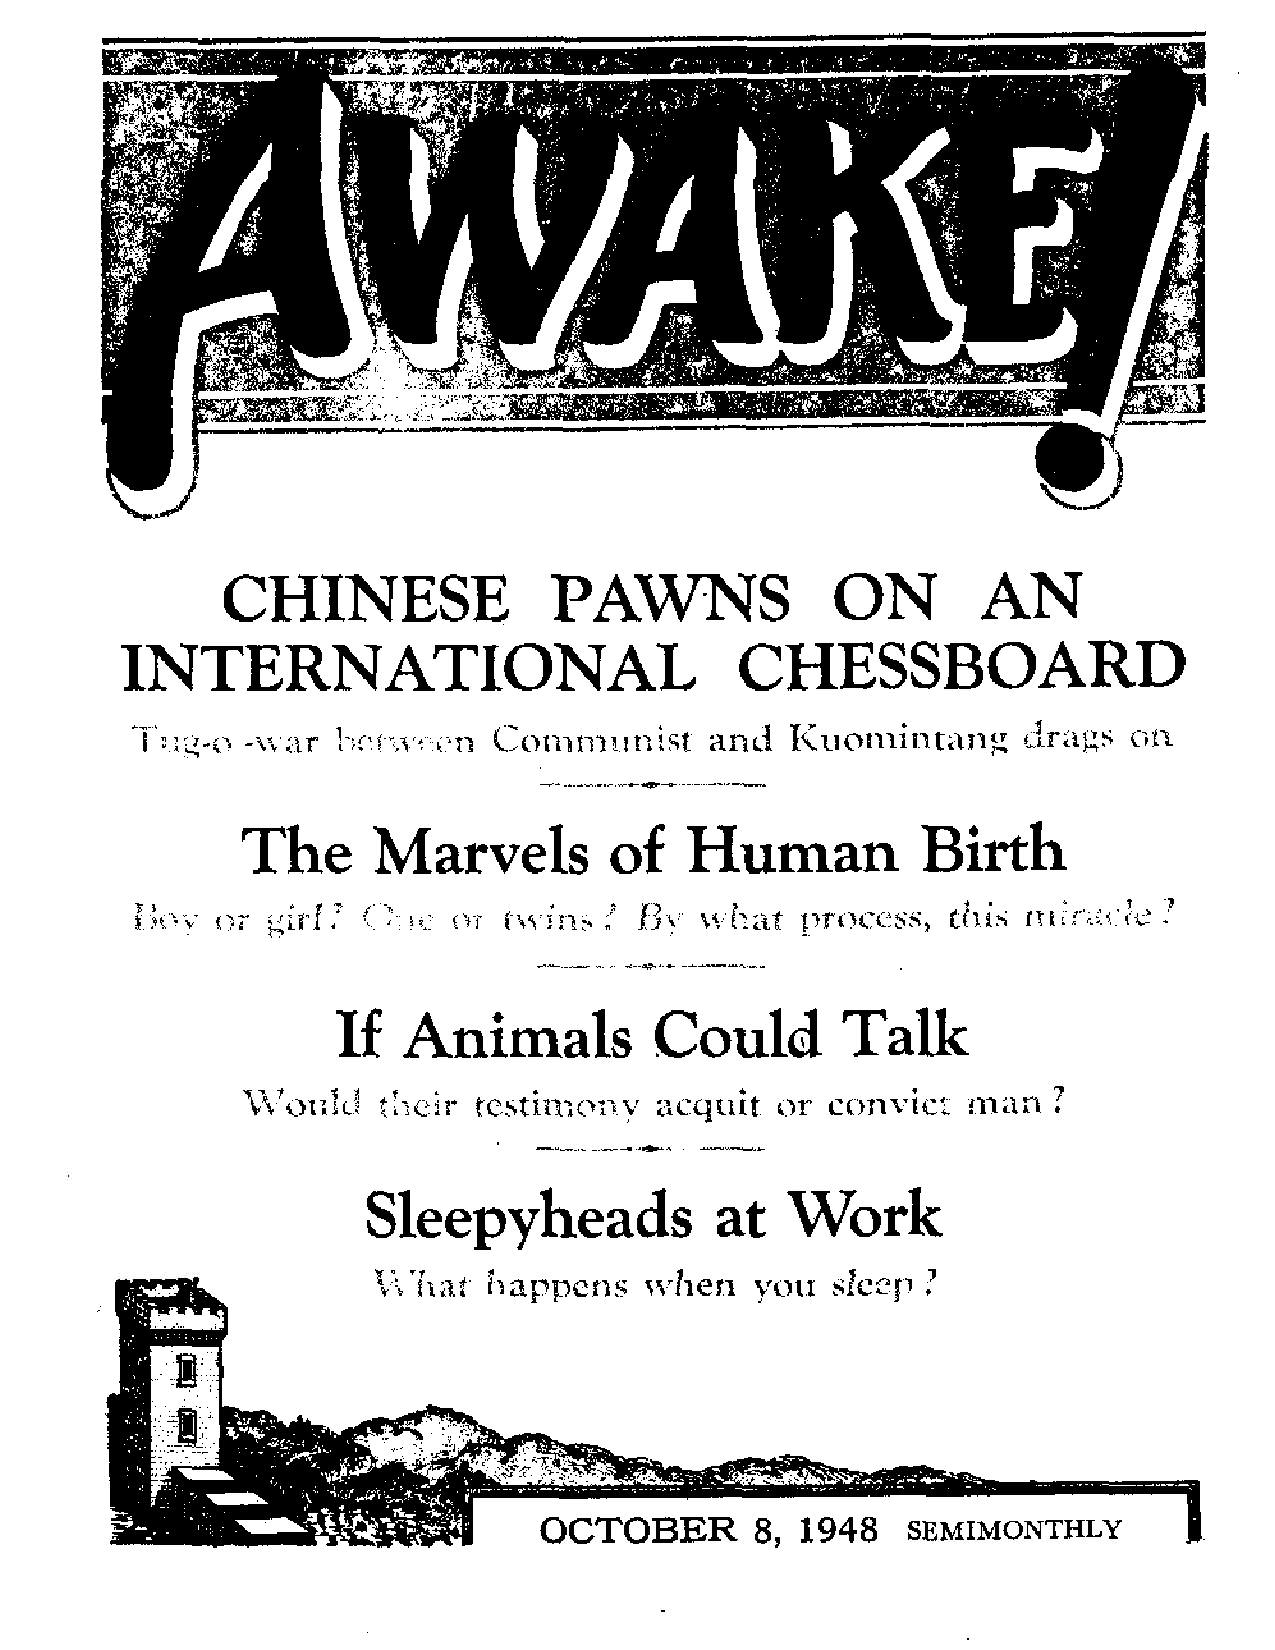 AWAKE!
CHINESE PAWNS ON AN
INTERNATIONAL CHESSBOARD
Tug-o-war between Communist and Kuomintang drags on
The Marvels of Human Birth
Boy or girl? One or twins? By what process, this miracle?
If Animals Could Talk
Would their testimony acquit or convict man?
Sleepyheads at Work
What happens when you sleep?
OCTOBER 8, 1948 SEMIMONTHLY